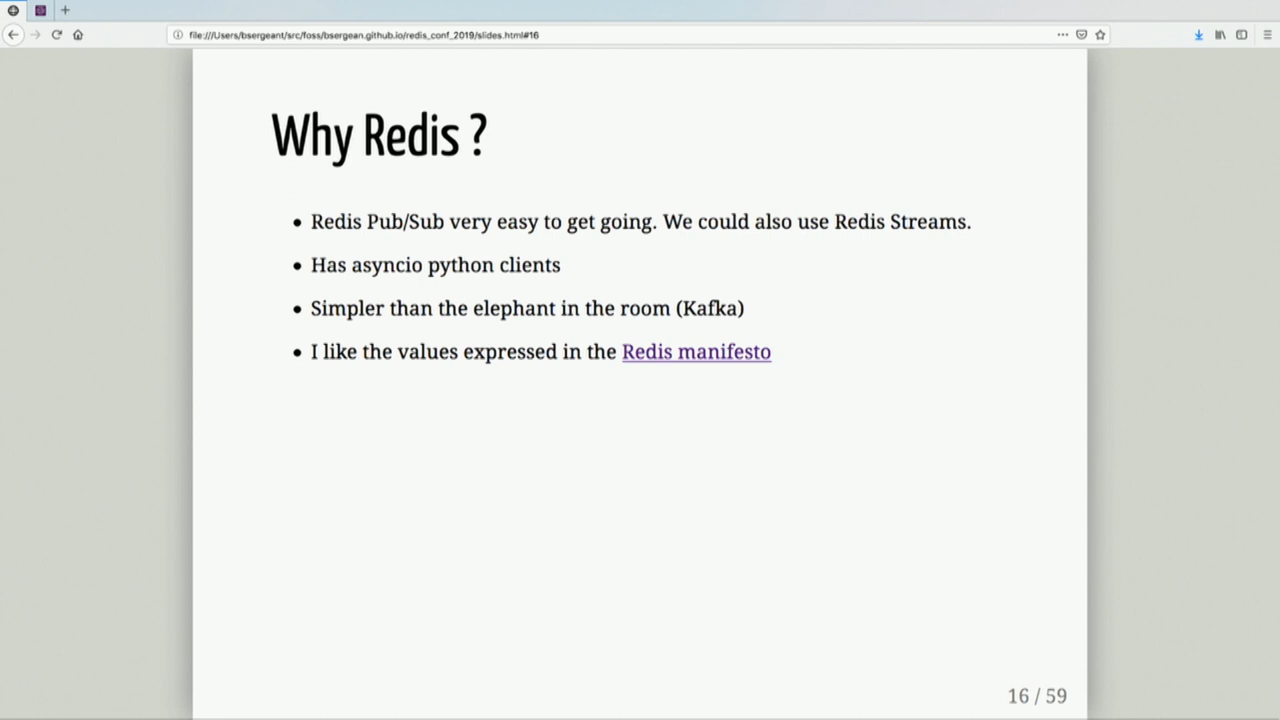 file:///Users/bsergeant/src/foss/bsergean.github.io/redis_conf_2019/slides.html#16
Why Redis ?
Redis Pub/Sub very easy to get going. We could also use Redis Streams.
Has asyncio python clients
Simpler than the elephant in the room (Kafka)
I like the values expressed in the Redis manifesto
16 / 59